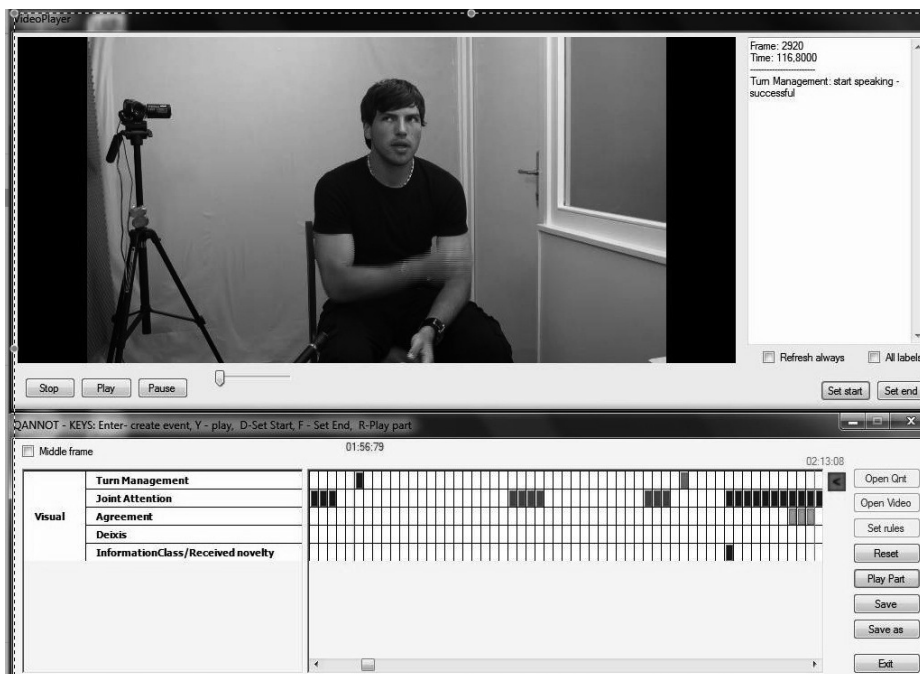 VideoPlayer
Frame: 2920
Time: 116,8000
Turn Management: start speaking -
successful
Refresh always
All labels
Stop
Play
Pause
Set start
Set end
QANNOT - KEYS: Enter- create event, Y - play, D-Set Start, F - Set End, R-Play part
Middle frame
01:56:79
02:13:08
Visual
Turn Management
Joint Attention
Agreement
Deixis
InformationClass/Received novelty
<
Open Qnt
Open Video
Set rules
Reset
Play Part
Save
Save as
Exit